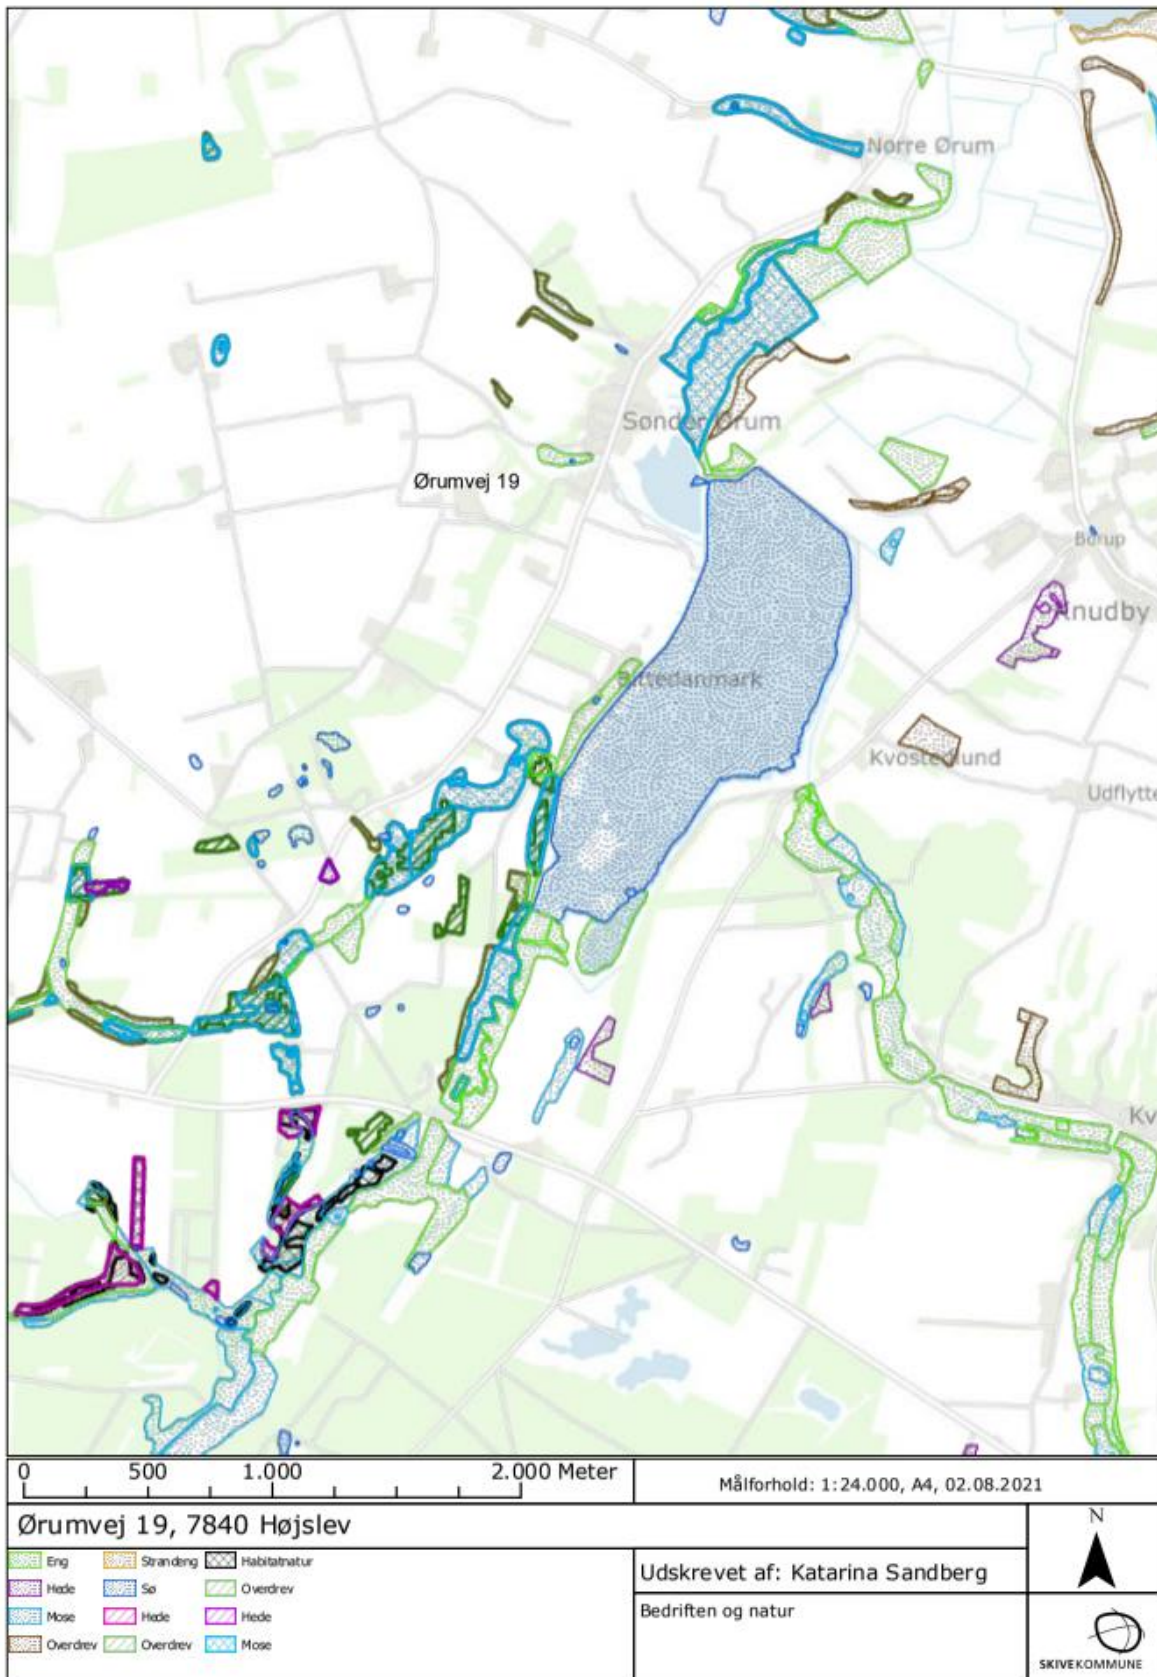 Nørre Ørum
Sønder Ørum
Ørumvej 19
Borup
Knudby
Bittedanmark
Kvostedlund
Udflytte
Kv
0 500 1.000 2.000 Meter
Målforhold: 1:24.000, A4, 02.08.2021
Ørumvej 19, 7840 Højslev
N
Eng Strandeng Habitatnatur
Hede Sø Overdrev
Mose Hede Hede
Overdrev Overdrev Mose
Udskrevet af: Katarina Sandberg
Bedriften og natur
SKIVEKOMMUNE